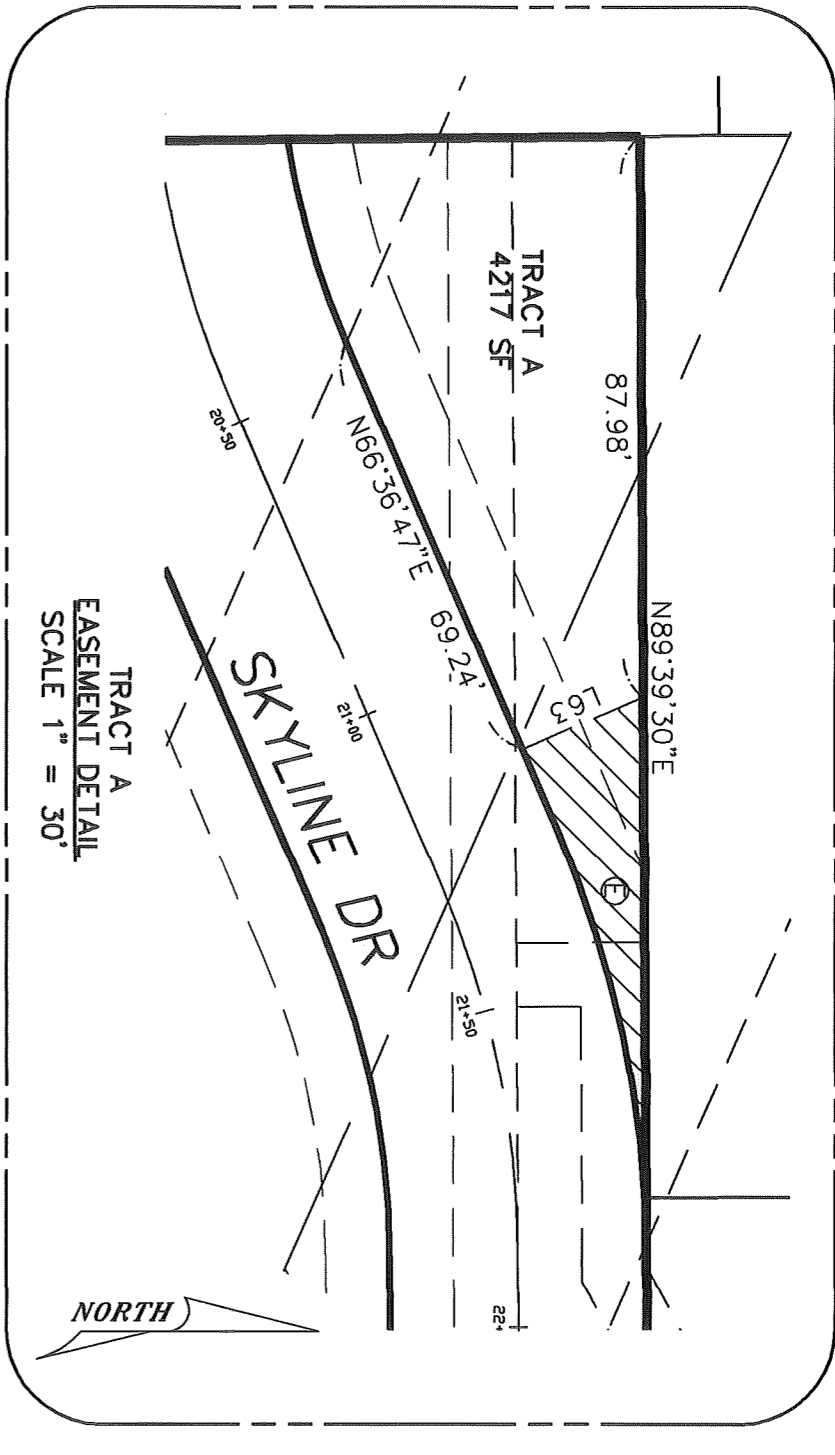 TRACT A
4217 SF
87.98'
N89°39'30"E
L63
E
N66°36'47"E 69.24'
20+50
21+00
21+50
22+
SKYLINE DR
TRACT A
EASEMENT DETAIL
SCALE 1" = 30'
NORTH